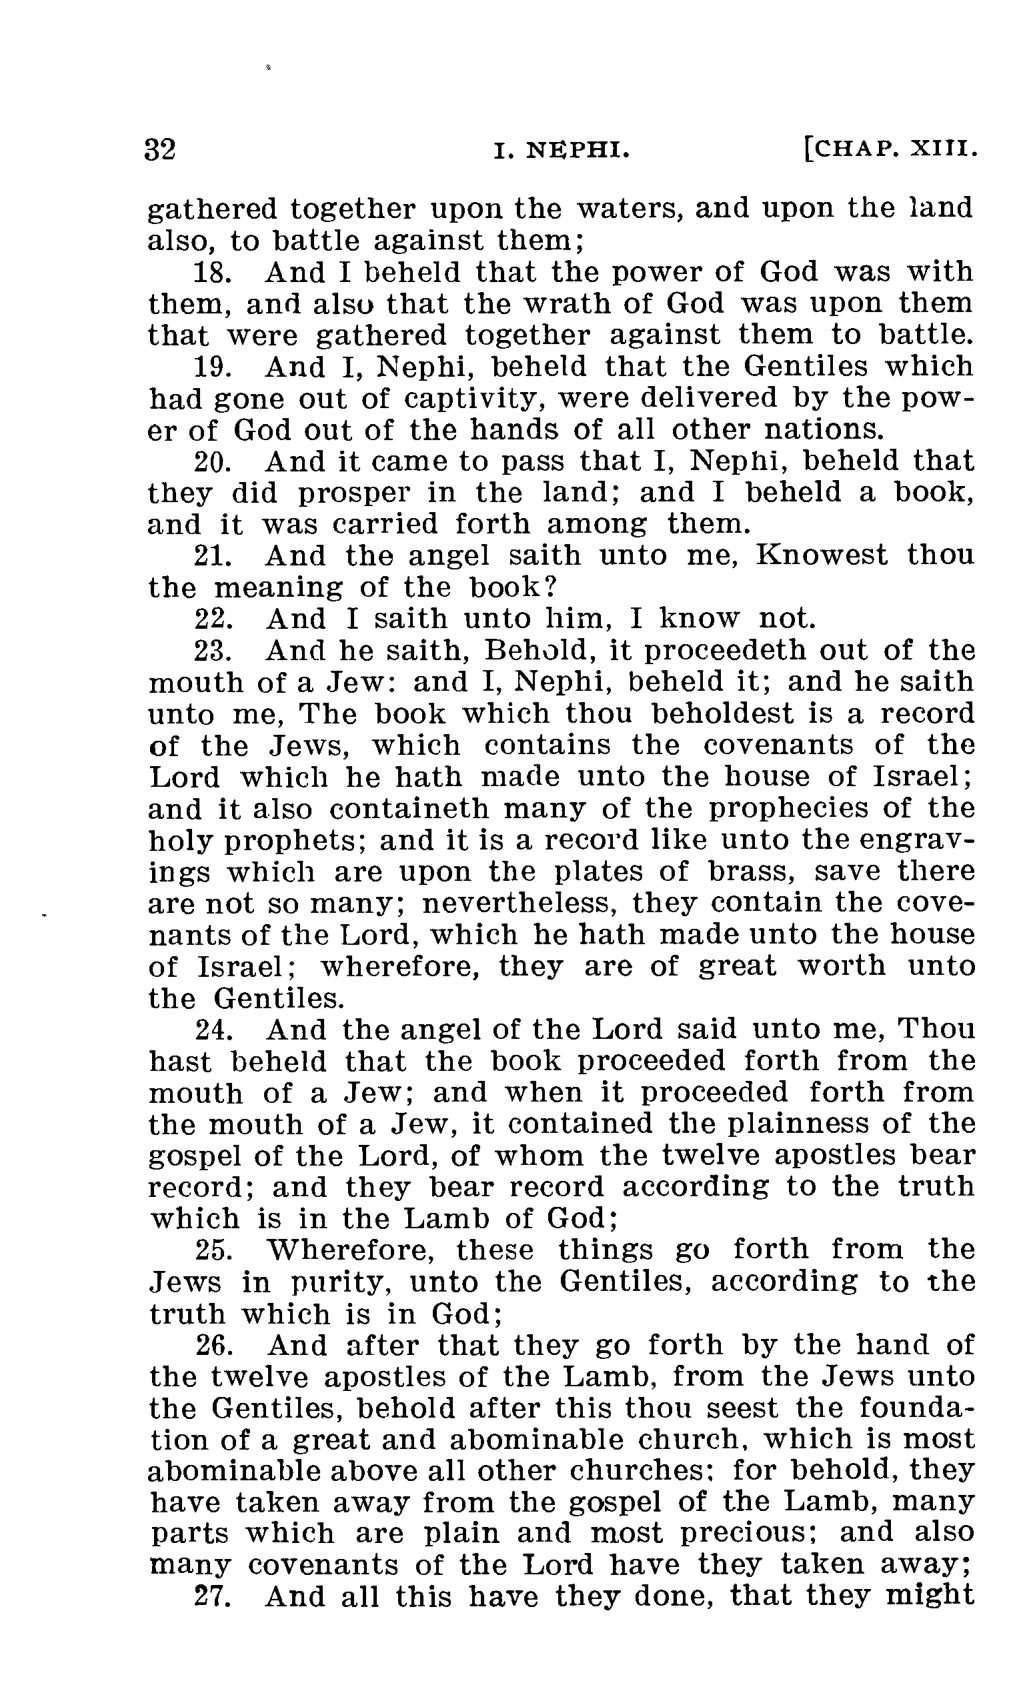 32 I. NEPHI. [CHAP. XIII.
gathered together upon the waters, and upon the land
also, to battle against them;
18. And I beheld that the power of God was with
them, and also that the wrath of God was upon them
that were gathered together against them to battle.
19. And I, Nephi, beheld that the Gentiles which
had gone out of captivity, were delivered by the pow-
er of God out of the hands of all other nations.
20. And it came to pass that I, Nephi, beheld that
they did prosper in the land; and I beheld a book,
and it was carried forth among them.
21. And the angel saith unto me, Knowest thou
the meaning of the book?
22. And I saith unto him, I know not.
23. And he saith, Behold, it proceedeth out of the
mouth of a Jew: and I, Nephi, beheld it; and he saith
unto me, The book which thou beholdest is a record
of the Jews, which contains the covenants of the
Lord which he hath made unto the house of Israel;
and it also containeth many of the prophecies of the
holy prophets; and it is a record like unto the engrav-
ings which are upon the plates of brass, save there
are not so many; nevertheless, they contain the cove-
nants of the Lord, which he hath made unto the house
of Israel; wherefore, they are of great worth unto
the Gentiles.
24. And the angel of the Lord said unto me, Thou
hast beheld that the book proceeded forth from the
mouth of a Jew; and when it proceeded forth from
the mouth of a Jew, it contained the plainness of the
gospel of the Lord, of whom the twelve apostles bear
record; and they bear record according to the truth
which is in the Lamb of God;
25. Wherefore, these things go forth from the
Jews in purity, unto the Gentiles, according to the
truth which is in God;
26. And after that they go forth by the hand of
the twelve apostles of the Lamb, from the Jews unto
the Gentiles, behold after this thou seest the founda-
tion of a great and abominable church, which is most
abominable above all other churches: for behold, they
have taken away from the gospel of the Lamb, many
parts which are plain and most precious; and also
many covenants of the Lord have they taken away;
27. And all this have they done, that they might